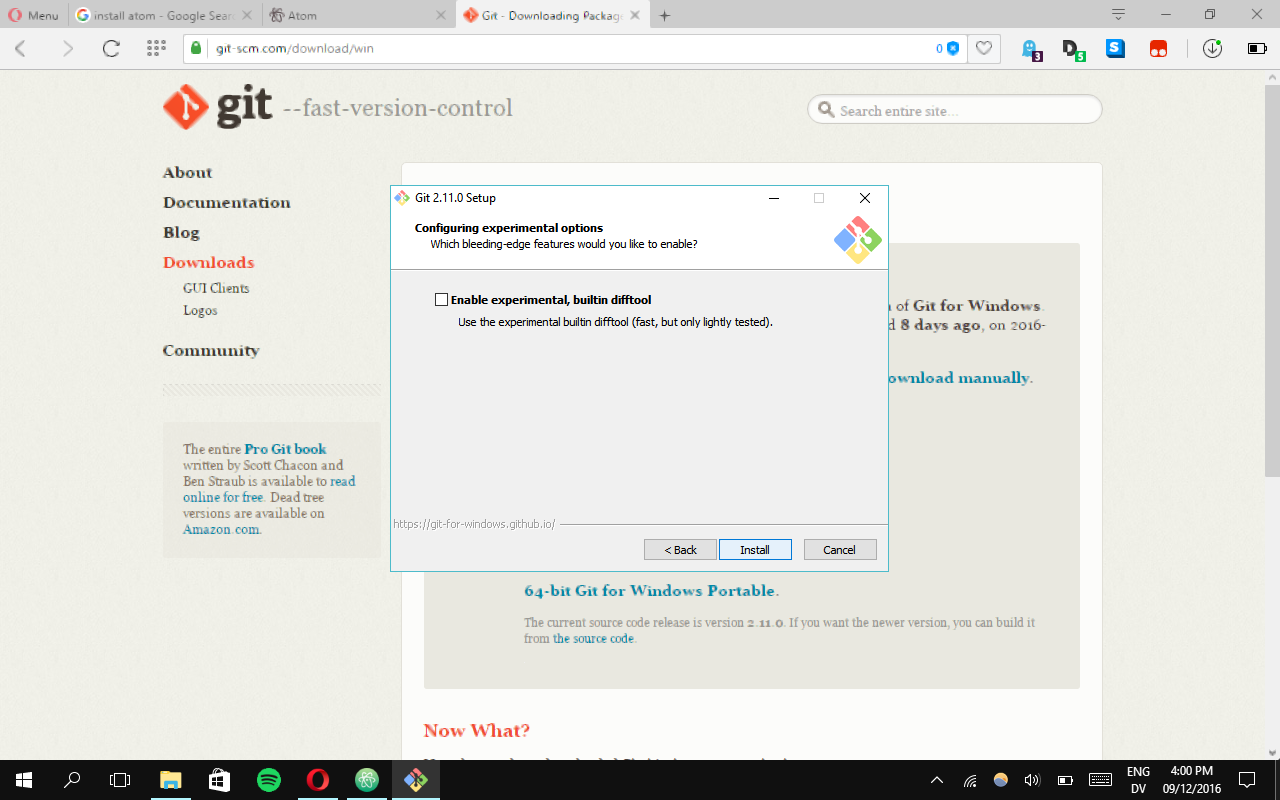 Menu
install atom - Google Sear
Atom
Git - Downloading Packag
git-scm.com/download/win
0
3
5
git --fast-version-control
Search entire site...
About
Documentation
Blog
Downloads
GUI Clients
Logos
Community
The entire Pro Git book
written by Scott Chacon and
Ben Straub is available to read
online for free. Dead tree
versions are available on
Amazon.com.
Git 2.11.0 Setup
Configuring experimental options
Which bleeding-edge features would you like to enable?
Enable experimental, builtin difftool
Use the experimental builtin difftool (fast, but only lightly tested).
https://git-for-windows.github.io/
< Back
Install
Cancel
of Git for Windows.
8 days ago, on 2016-
ownload manually.
64-bit Git for Windows Portable.
The current source code release is version 2.11.0. If you want the newer version, you can build it
from the source code.
Now What?
ENG
DV
4:00 PM
09/12/2016